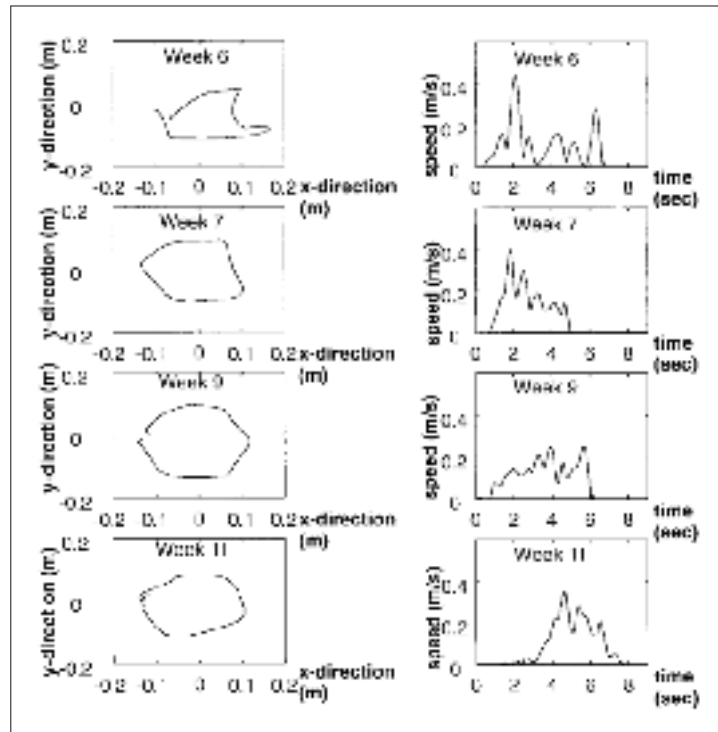 0.2
Week 6
y-direction (m)
0
-0.2
-0.2 -0.1 0 0.1 0.2
x-direction
(m)
Week 6
0.4
speed (m/s)
0.2
0
0 2 4 6 8
time
(sec)
0.2
Week 7
y-direction (m)
0
-0.2
-0.2 -0.1 0 0.1 0.2
x-direction
(m)
Week 7
0.4
speed (m/s)
0.2
0
0 2 4 6 8
time
(sec)
0.2
Week 9
y-direction (m)
0
-0.2
-0.2 -0.1 0 0.1 0.2
x-direction
(m)
Week 9
0.4
speed (m/s)
0.2
0
0 2 4 6 8
time
(sec)
0.2
Week 11
y-direction (m)
0
-0.2
-0.2 -0.1 0 0.1 0.2
x-direction
(m)
Week 11
0.4
speed (m/s)
0.2
0
0 2 4 6 8
time
(sec)